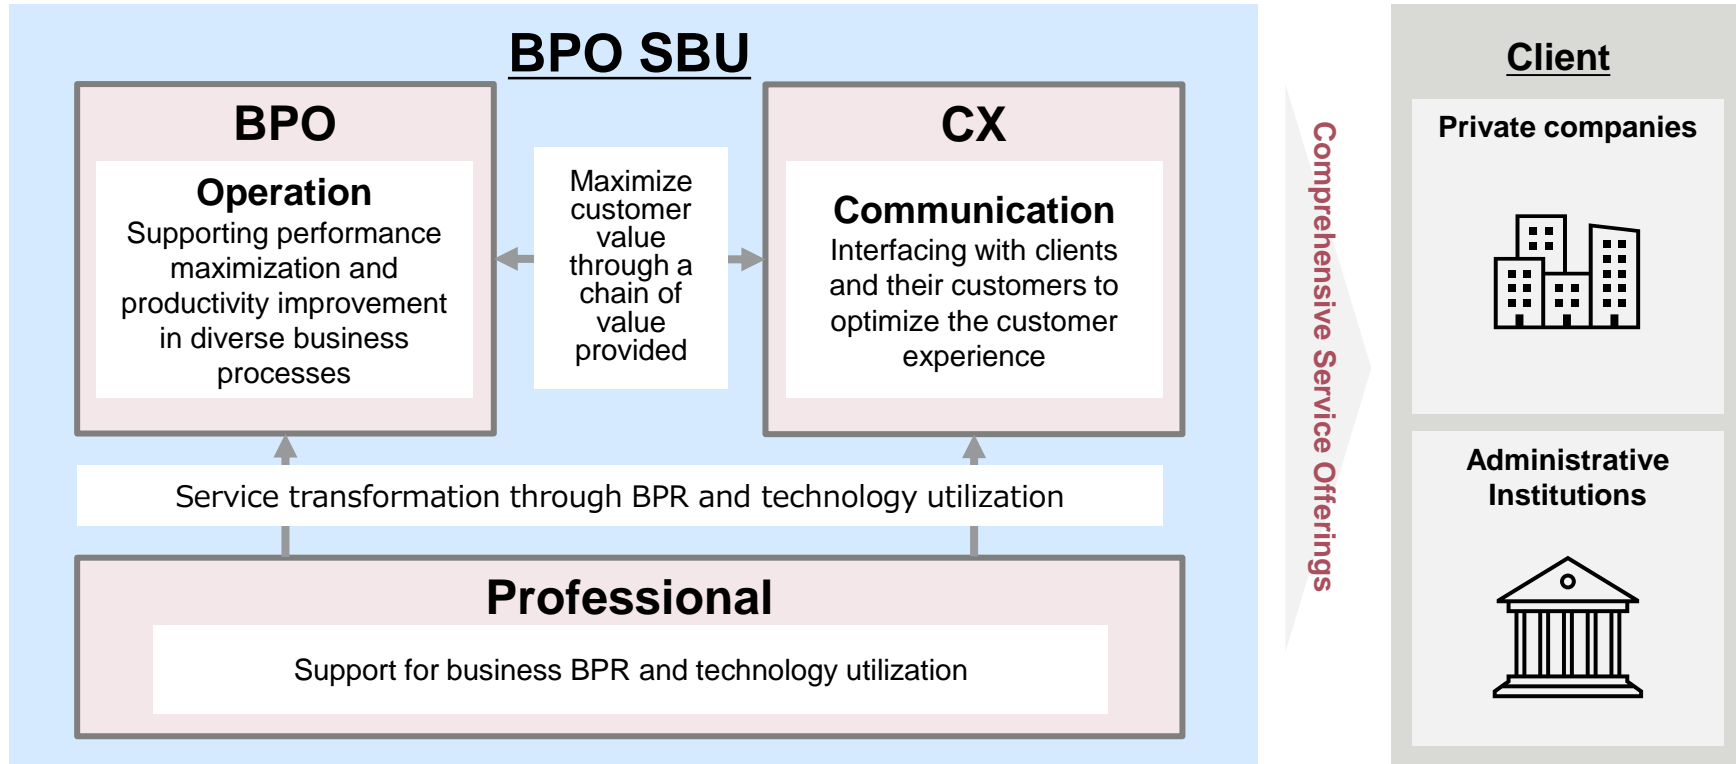 BPO SBU
BPO
Operation
Supporting performance
maximization and
productivity improvement
in diverse business
processes
Maximize
customer
value
through a
chain of
value
provided
CX
Communication
Interfacing with clients
and their customers to
optimize the customer
experience
Service transformation through BPR and technology utilization
Professional
Support for business BPR and technology utilization
Comprehensive Service Offerings
Client
Private companies
Administrative
Institutions